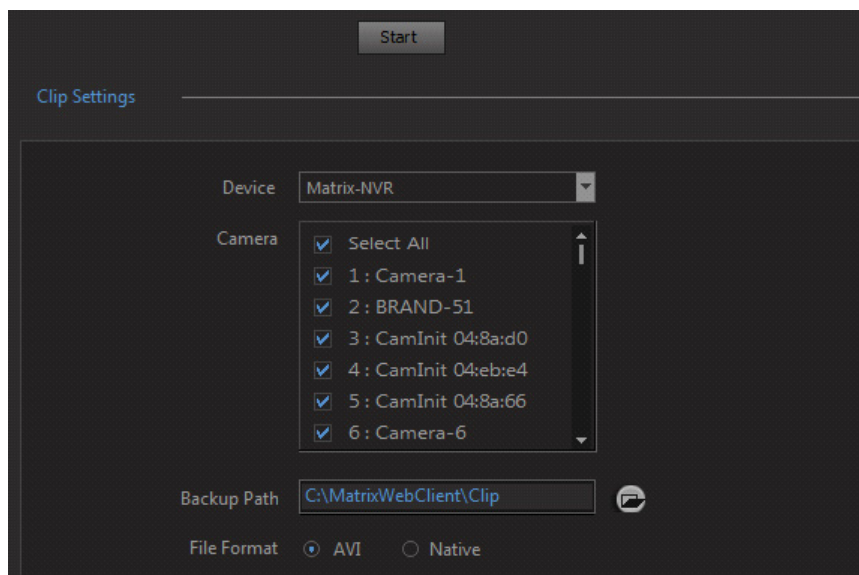 Start
Clip Settings
Device Matrix-NVR
Camera
Select All
1 : Camera-1
2 : BRAND-51
3 : CamInit 04:8a:d0
4 : CamInit 04:eb:e4
5 : CamInit 04:8a:66
6 : Camera-6
Backup Path C:\MatrixWebClient\Clip
File Format AVI Native